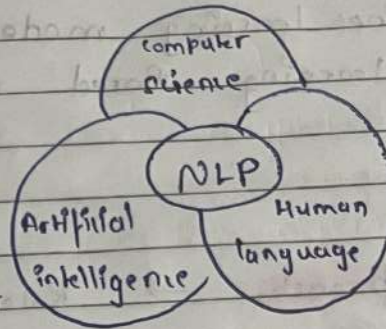 computer
science
NLP
Artificial
intelligence
Human
language